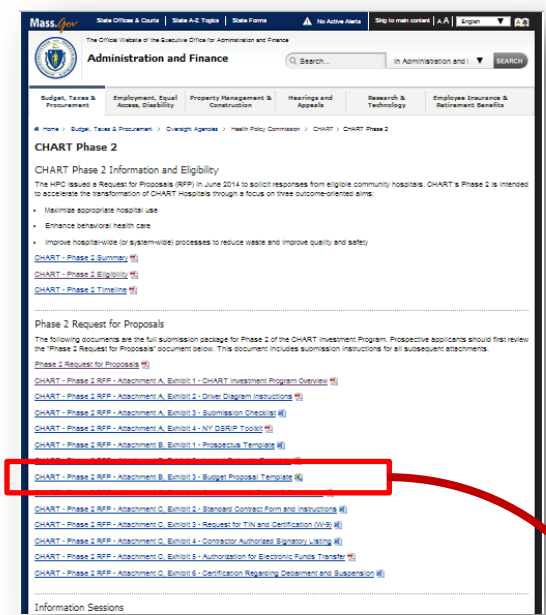 Mass.Gov
State Offices & Courts | State A-Z Topics | State Forms
No Active Alerts
Skip to main content | A A | English
The Official Website of the Executive Office for Administration and Finance
Administration and Finance
Search...
in Administration and
SEARCH
Budget, Taxes & Procurement
Employment, Equal Access, Disability
Property Management & Construction
Hearings and Appeals
Research & Technology
Employee Insurance & Retirement Benefits
Home > Budget, Taxes & Procurement > Oversight Agencies > Health Policy Commission > CHART > CHART Phase 2
CHART Phase 2
CHART Phase 2 Information and Eligibility
The HPC issued a Request for Proposals (RFP) in June 2014 to solicit responses from eligible community hospitals. CHART's Phase 2 is intended
to accelerate the transformation of CHART Hospitals through a focus on three outcome-oriented aims:
• Maximize appropriate hospital use
• Enhance behavioral health care
• Improve hospital-wide (or system-wide) processes to reduce waste and improve quality and safety
CHART - Phase 2 Summary
CHART - Phase 2 Eligibility
CHART - Phase 2 Timeline
Phase 2 Request for Proposals
The following documents are the full submission package for Phase 2 of the CHART Investment Program. Prospective applicants should first review
the "Phase 2 Request for Proposals" document below. This document includes submission instructions for all subsequent attachments.
Phase 2 Request for Proposals
CHART - Phase 2 RFP - Attachment A, Exhibit 1 - CHART Investment Program Overview
CHART - Phase 2 RFP - Attachment A, Exhibit 2 - Driver Diagram Instructions
CHART - Phase 2 RFP - Attachment A, Exhibit 3 - Submission Checklist
CHART - Phase 2 RFP - Attachment A, Exhibit 4 - NY DSRIP Toolkit
CHART - Phase 2 RFP - Attachment B, Exhibit 1 - Prospectus Template
CHART - Phase 2 RFP - Attachment B, Exhibit 3 - Budget Proposal Template
CHART - Phase 2 RFP - Attachment C, Exhibit 2 - Standard Contract Form and Instructions
CHART - Phase 2 RFP - Attachment C, Exhibit 3 - Request for TIN and Certification (W-9)
CHART - Phase 2 RFP - Attachment C, Exhibit 4 - Contractor Authorized Signatory Listing
CHART - Phase 2 RFP - Attachment C, Exhibit 5 - Authorization for Electronic Funds Transfer
CHART - Phase 2 RFP - Attachment C, Exhibit 6 - Certification Regarding Debarment and Suspension
Information Sessions